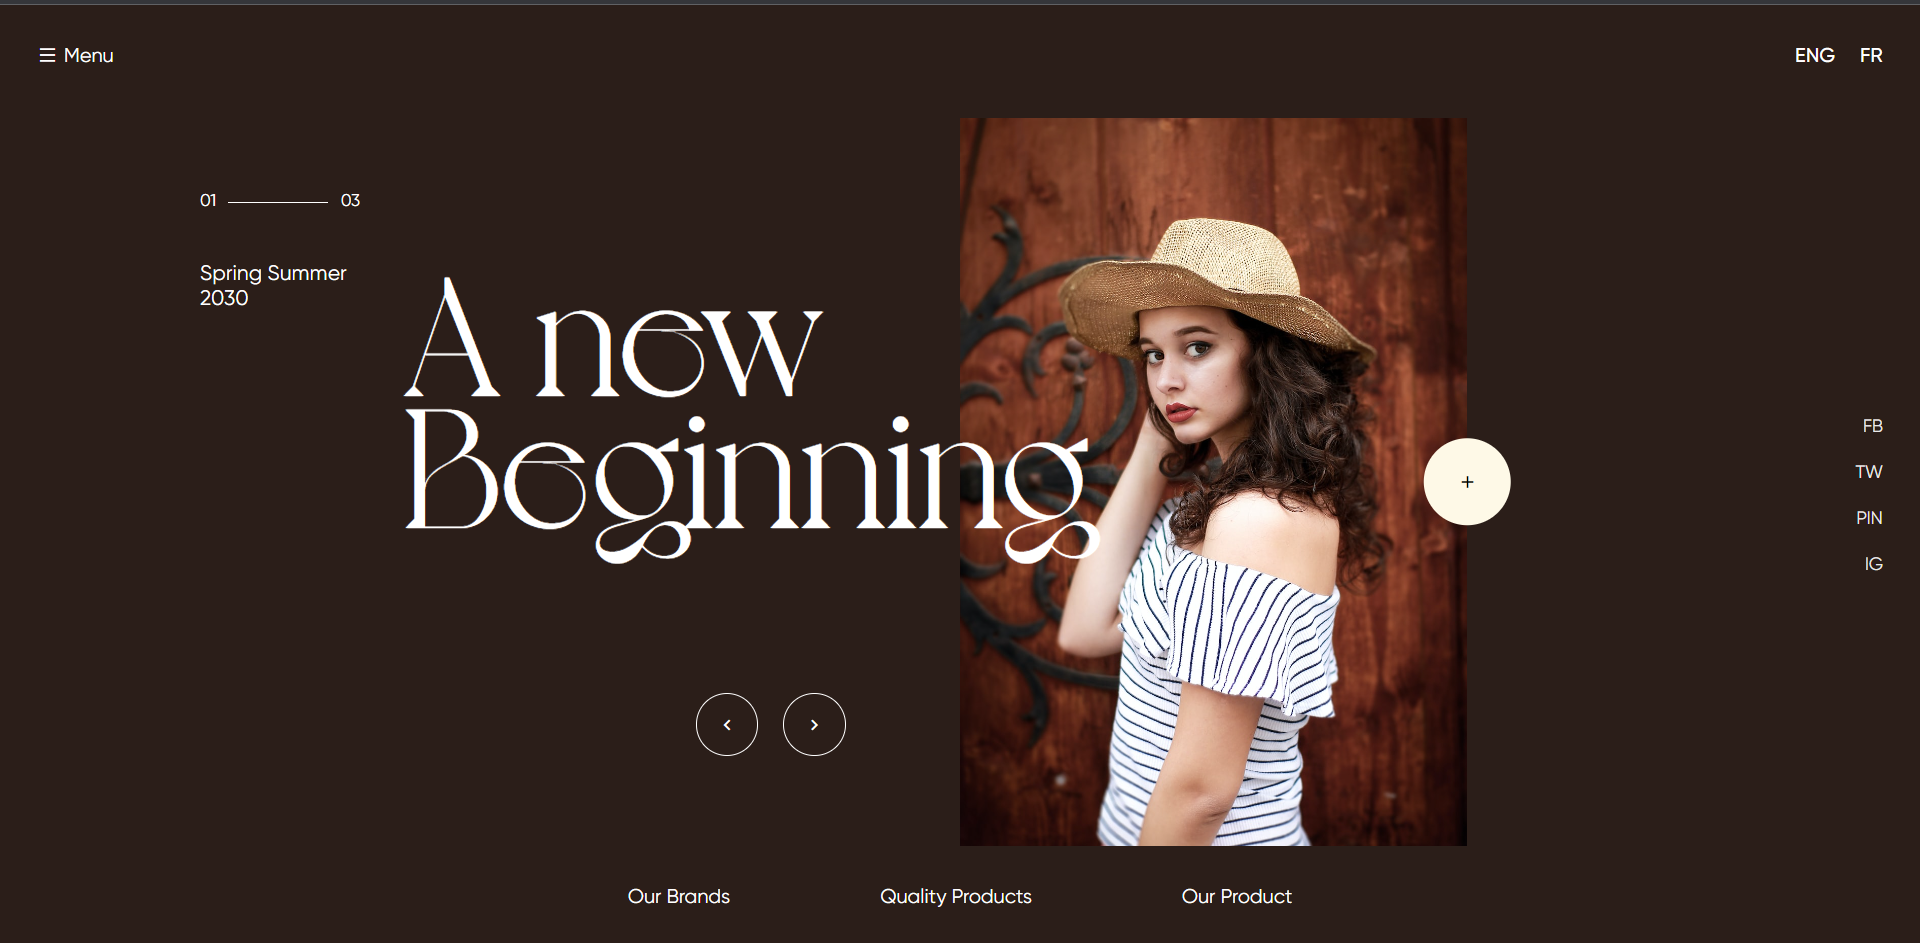 Menu
ENG FR
01 03
Spring Summer
2030
A new
Beginning
FB
TW
PIN
IG
Our Brands
Quality Products
Our Product